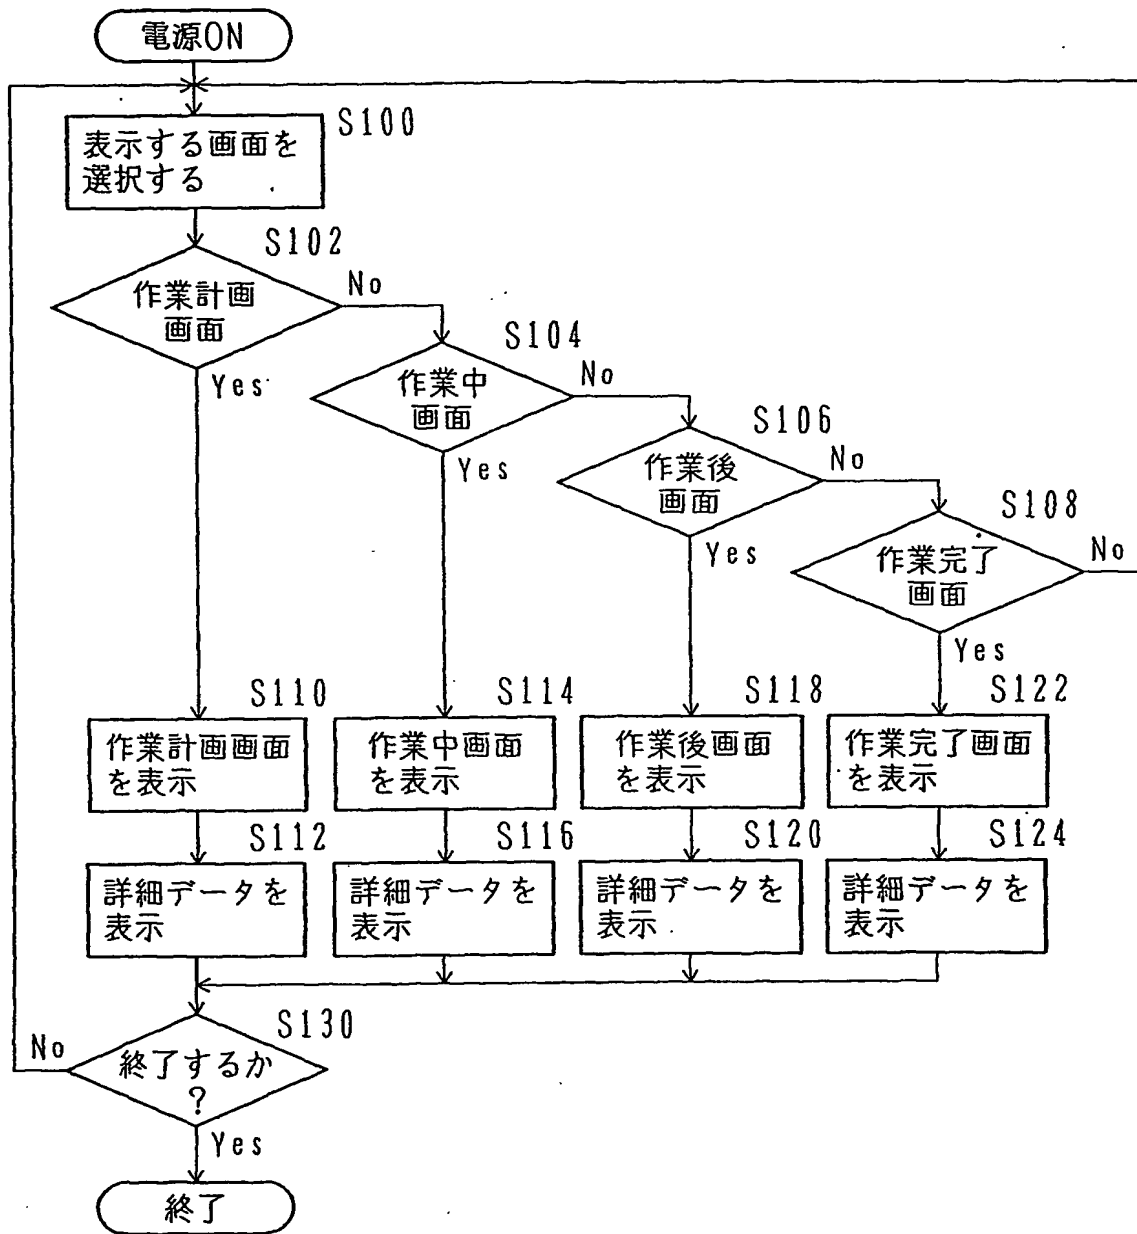 電源ON
S100
表示する画面を
選択する
S102
作業計画
画面
No
Yes
S104
作業中
画面
No
Yes
S106
作業後
画面
No
Yes
S108
作業完了
画面
No
Yes
S110
作業計画画面
を表示
S114
作業中画面
を表示
S118
作業後画面
を表示
S122
作業完了画面
を表示
S112
詳細データを
表示
S116
詳細データを
表示
S120
詳細データを
表示
S124
詳細データを
表示
S130
終了するか
?
No
Yes
終了